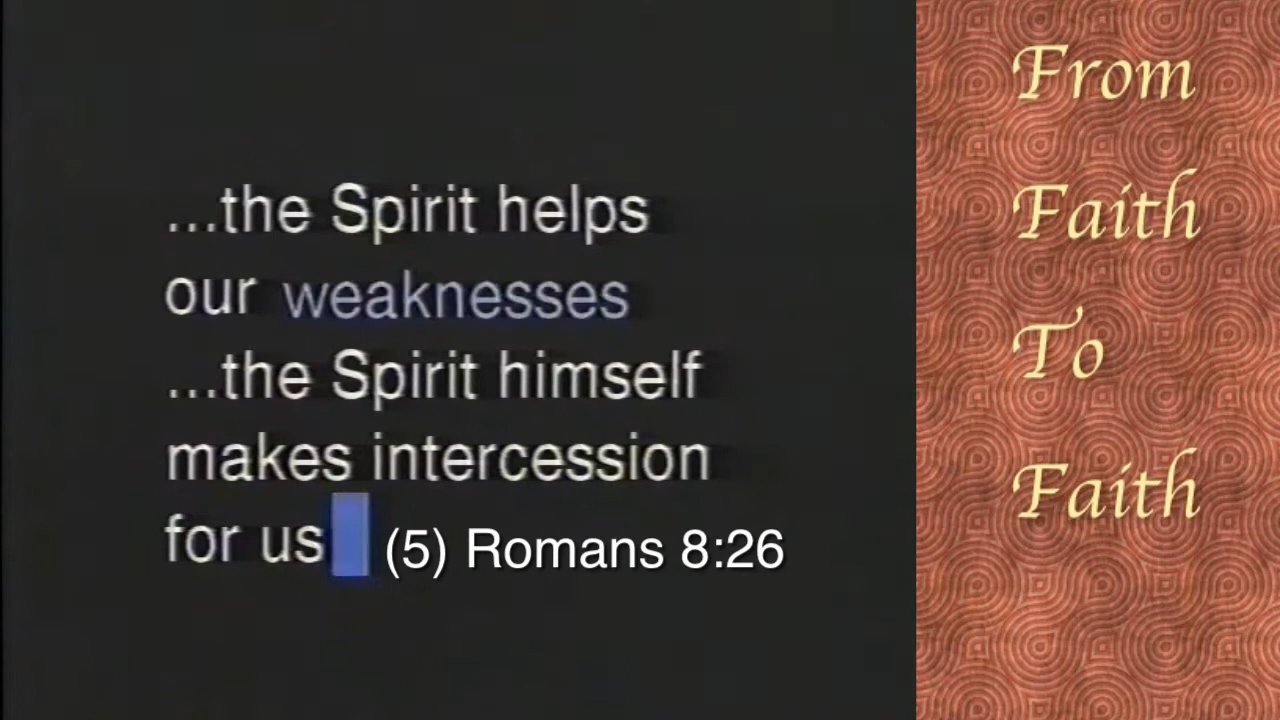 ...the Spirit helps
our weaknesses
...the Spirit himself
makes intercession
for us (5) Romans 8:26
From
Faith
To
Faith